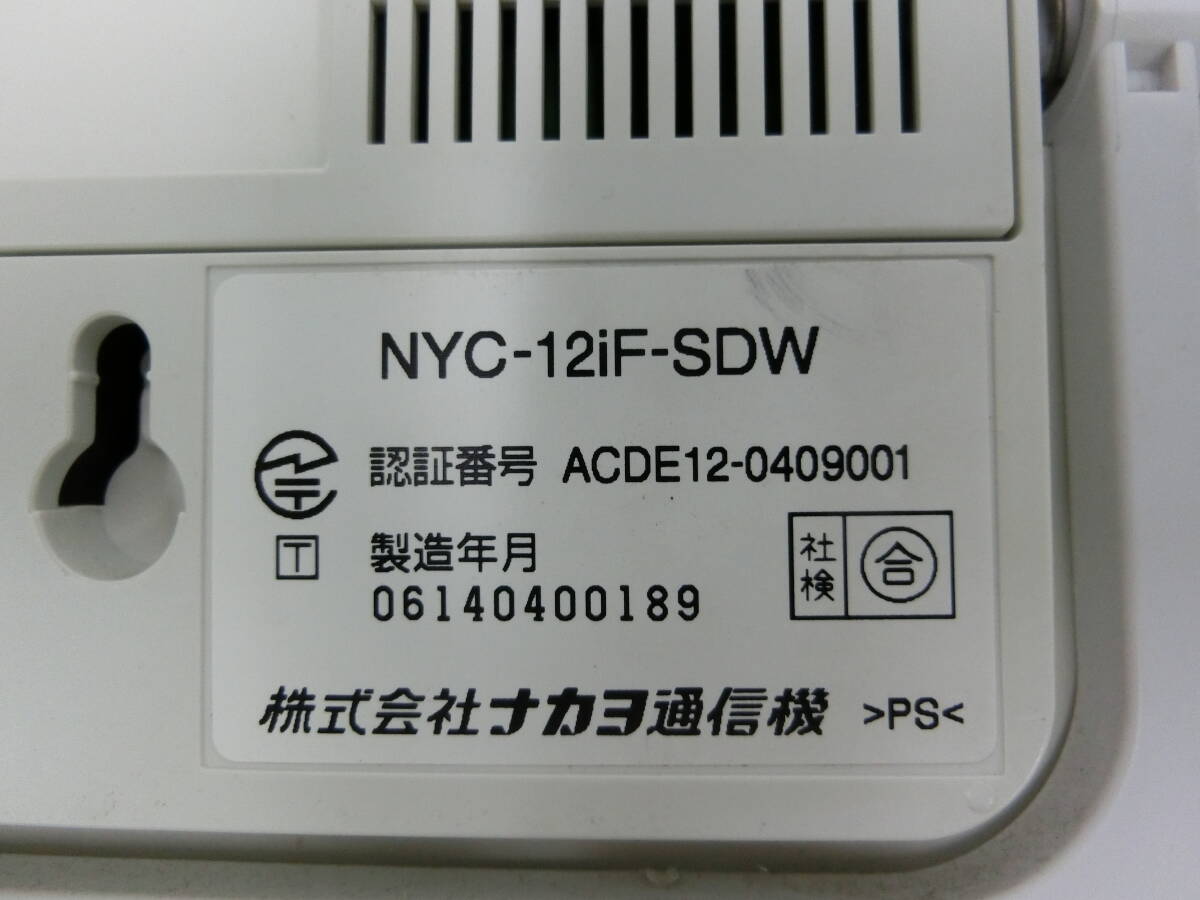 NYC-12iF-SDW
認証番号 ACDE12-0409001
T
製造年月
06140400189
社検 合
株式会社ナカヨ通信機 >PS<